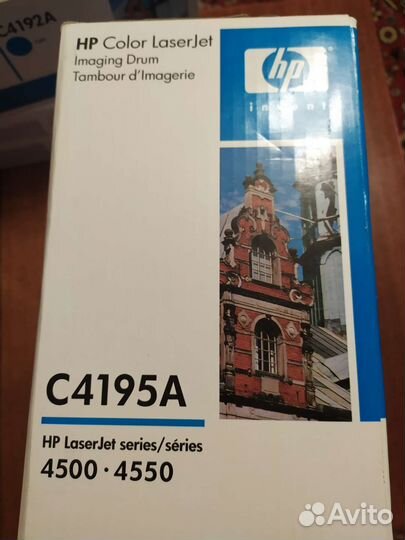 C4192A
HP Color LaserJet
Imaging Drum
Tambour d'Imagerie
hp
invent
C4195A
HP LaserJet series/séries
4500 · 4550
Avito